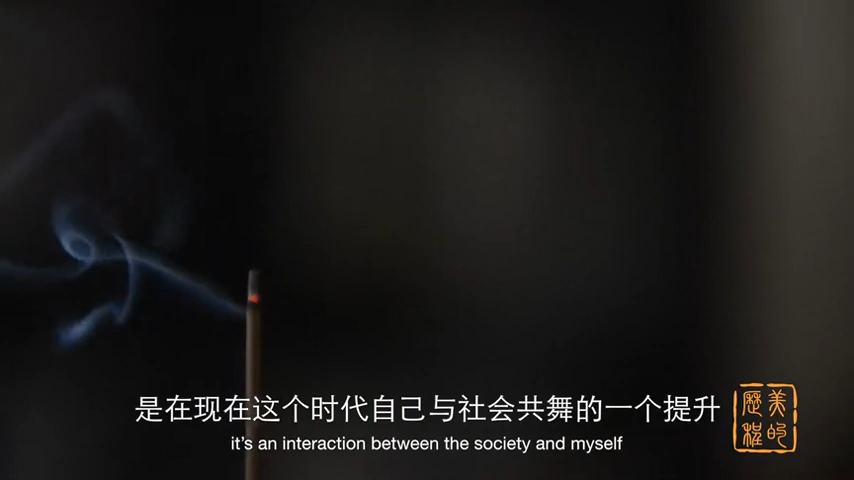 是在现在这个时代自己与社会共舞的一个提升
it's an interaction between the society and myself
美的
歷程